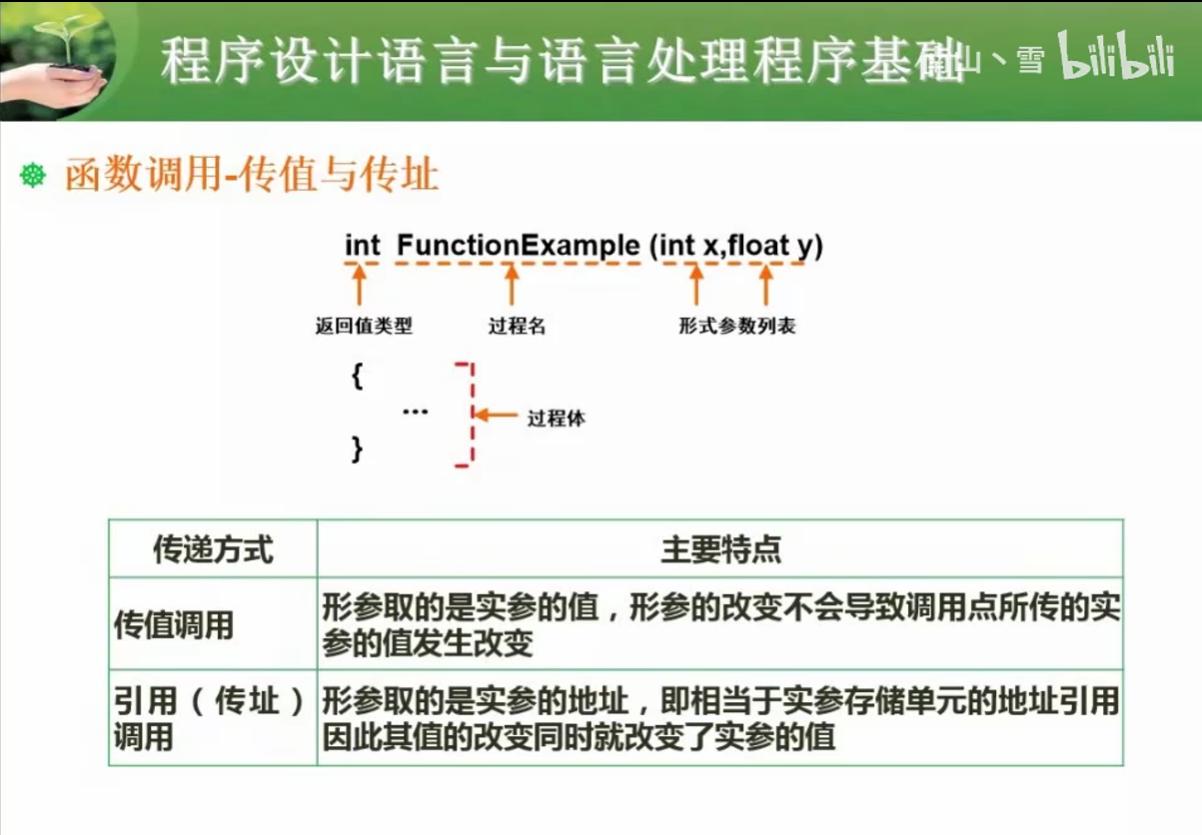 程序设计语言与语言处理程序基础
山丶雪 bilibili
函数调用-传值与传址
int FunctionExample (int x,float y)
返回值类型 过程名 形式参数列表
{
...
过程体
}
传递方式 主要特点
传值调用
形参取的是实参的值，形参的改变不会导致调用点所传的实
参的值发生改变
引用（传址）
调用
形参取的是实参的地址，即相当于实参存储单元的地址引用
因此其值的改变同时就改变了实参的值